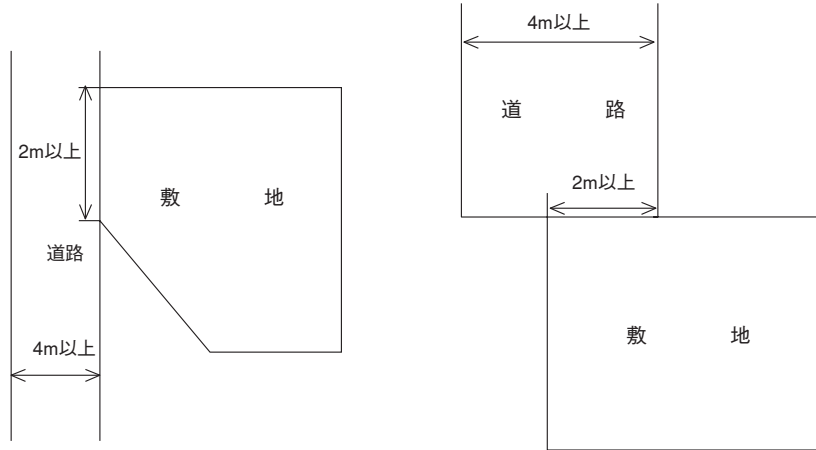 2m以上
敷 地
道路
4m以上
4m以上
道 路
2m以上
敷 地